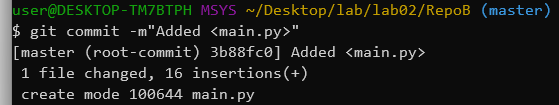 user@DESKTOP-TM7BTPH MSYS ~/Desktop/lab/lab02/RepoB (master)
$ git commit -m"Added <main.py>"
[master (root-commit) 3b88fc0] Added <main.py>
 1 file changed, 16 insertions(+)
 create mode 100644 main.py